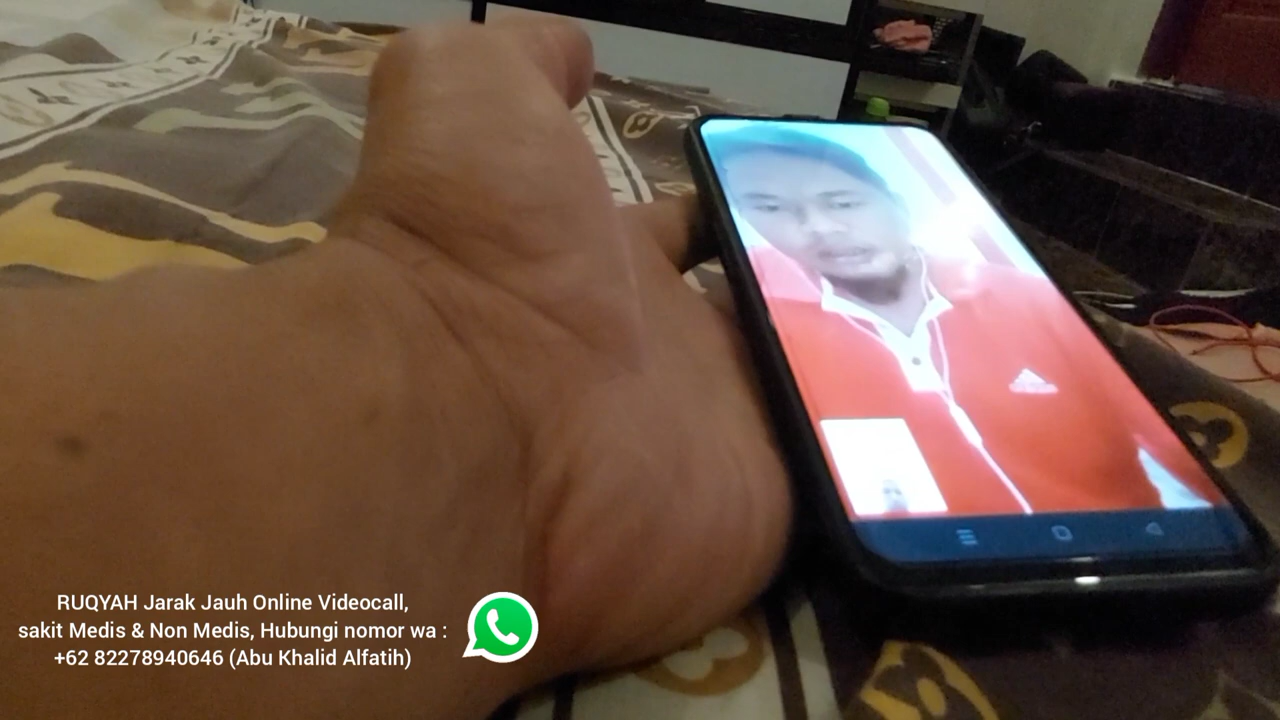 RUQYAH Jarak Jauh Online Videocall,
sakit Medis & Non Medis, Hubungi nomor wa :
+62 82278940646 (Abu Khalid Alfatih)